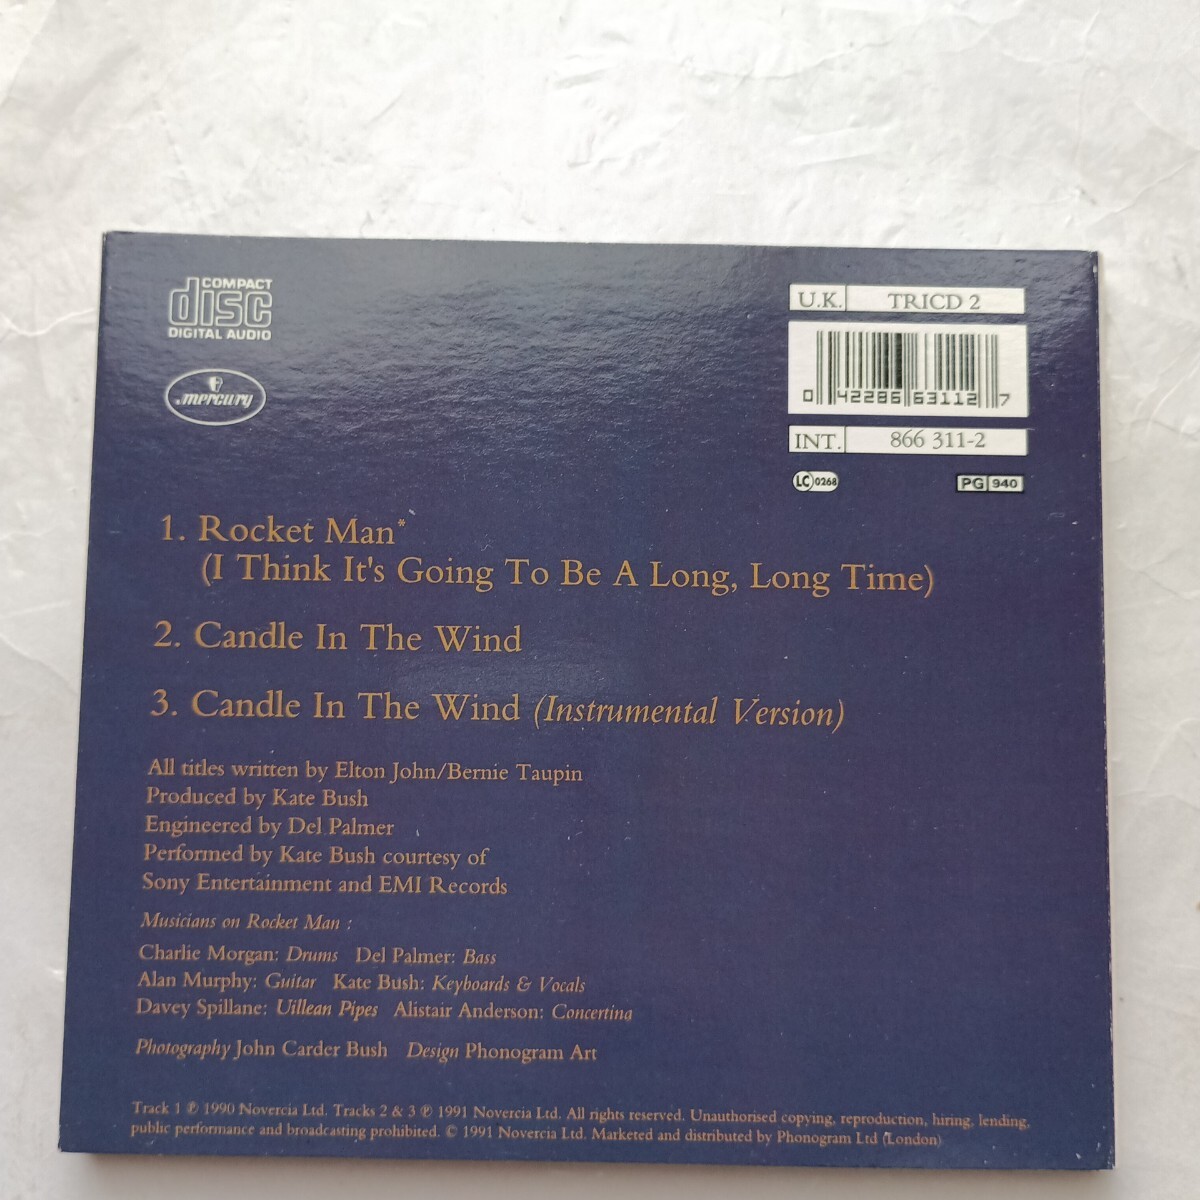 COMPACT
disc
DIGITAL AUDIO
mercury
U.K. TRICD 2
0 42286 63112 7
INT. 866 311-2
LC 0268
PG 940
1. Rocket Man*
(I Think It's Going To Be A Long, Long Time)
2. Candle In The Wind
3. Candle In The Wind (Instrumental Version)
All titles written by Elton John/Bernie Taupin
Produced by Kate Bush
Engineered by Del Palmer
Performed by Kate Bush courtesy of
Sony Entertainment and EMI Records
Musicians on Rocket Man :
Charlie Morgan: Drums Del Palmer: Bass
Alan Murphy: Guitar Kate Bush: Keyboards & Vocals
Davey Spillane: Uillean Pipes Alistair Anderson: Concertina
Photography John Carder Bush Design Phonogram Art
Track 1 ℗ 1990 Novercia Ltd. Tracks 2 & 3 ℗ 1991 Novercia Ltd. All rights reserved. Unauthorised copying, reproduction, hiring, lending,
public performance and broadcasting prohibited. © 1991 Novercia Ltd. Marketed and distributed by Phonogram Ltd (London)